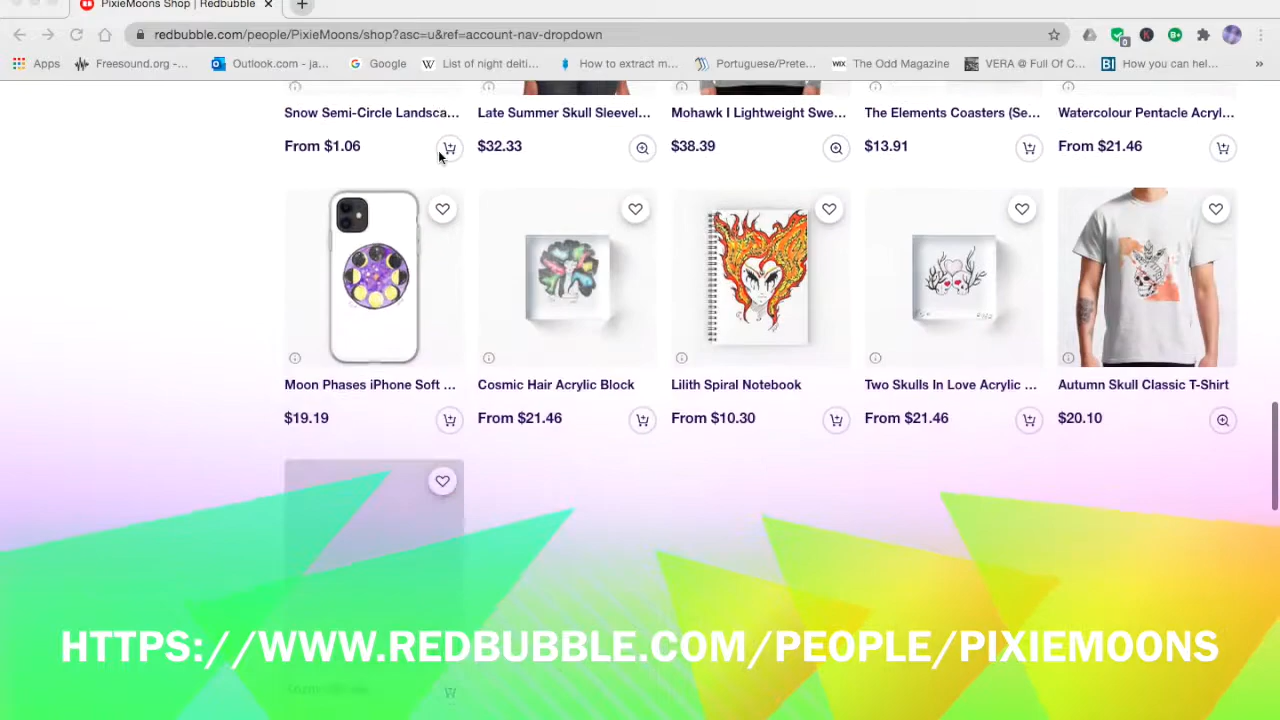 PixieMoons Shop | Redbubble
redbubble.com/people/PixieMoons/shop?asc=u&ref=account-nav-dropdown
0
Apps
Freesound.org -...
Outlook.com - ja...
Google
List of night deiti...
How to extract m...
Portuguese/Prete...
WIX The Odd Magazine
VERA @ Full Of C...
BI How you can hel...
»
Snow Semi-Circle Landsca...
Late Summer Skull Sleevel...
Mohawk I Lightweight Swe...
The Elements Coasters (Se...
Watercolour Pentacle Acryl...
From $1.06
$32.33
$38.39
$13.91
From $21.46
Moon Phases iPhone Soft ...
Cosmic Hair Acrylic Block
Lilith Spiral Notebook
Two Skulls In Love Acrylic ...
Autumn Skull Classic T-Shirt
$19.19
From $21.46
From $10.30
From $21.46
$20.10
HTTPS://WWW.REDBUBBLE.COM/PEOPLE/PIXIEMOONS